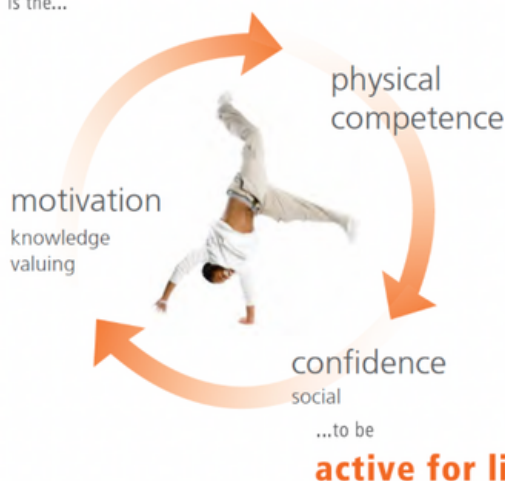 is the...
physical
competence
motivation
knowledge
valuing
confidence
social
...to be
active for li